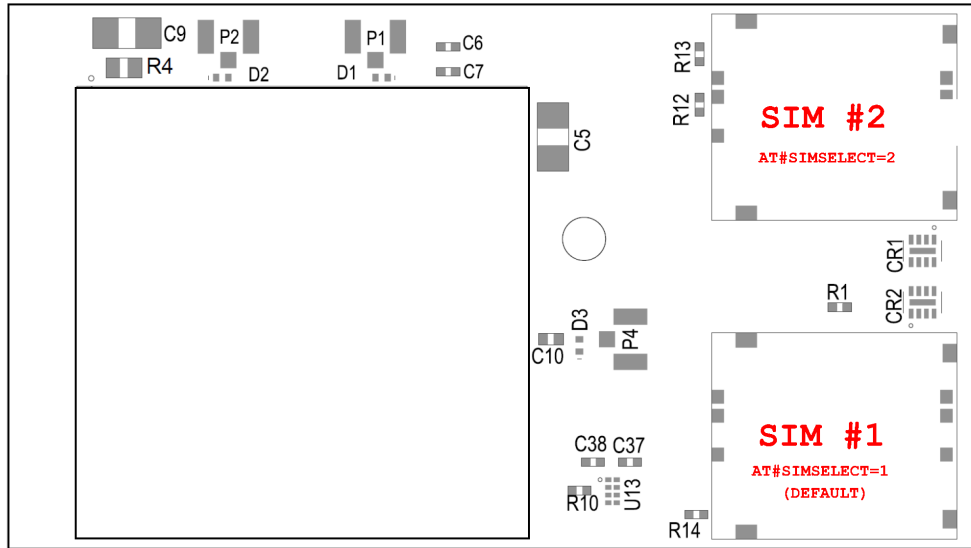 C9
P2
P1
C6
R4
D2
D1
C7
R13
R12
SIM #2
AT#SIMSELECT=2
C5
CR1
CR2
R1
D3
P4
C10
SIM #1
AT#SIMSELECT=1
(DEFAULT)
C38
C37
R10
U13
R14